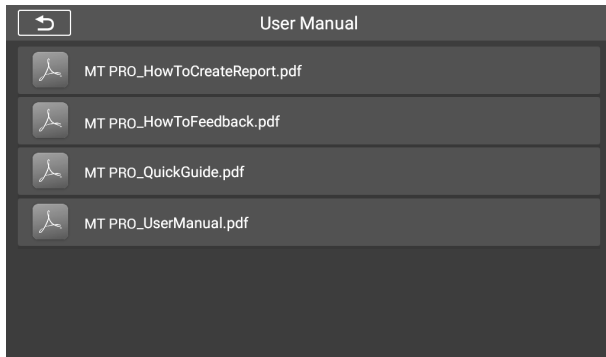 User Manual
MT PRO_HowToCreateReport.pdf
MT PRO_HowToFeedback.pdf
MT PRO_QuickGuide.pdf
MT PRO_UserManual.pdf